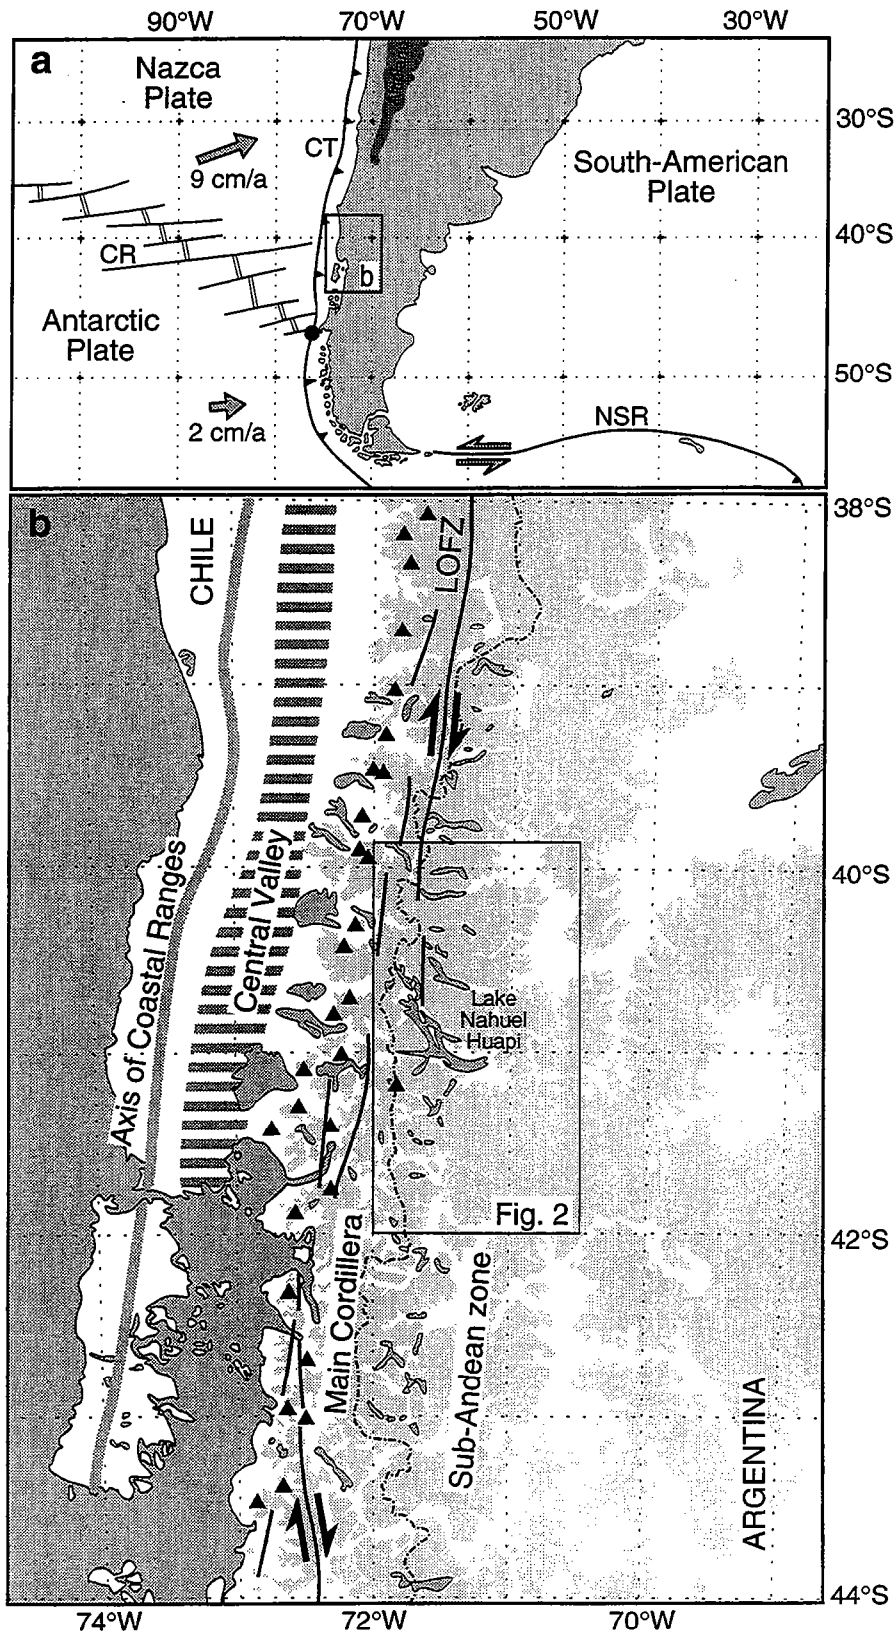 90°W 70°W 50°W 30°W
a
Nazca
Plate
30°S
CT
9 cm/a
South-American
Plate
40°S
CR
b
Antarctic
Plate
50°S
2 cm/a
NSR
b
38°S
CHILE
LOFZ
Axis of Coastal Ranges
Central Valley
40°S
Lake
Nahuel
Huapi
Fig. 2
42°S
Main Cordillera
Sub-Andean zone
ARGENTINA
44°S
74°W 72°W 70°W